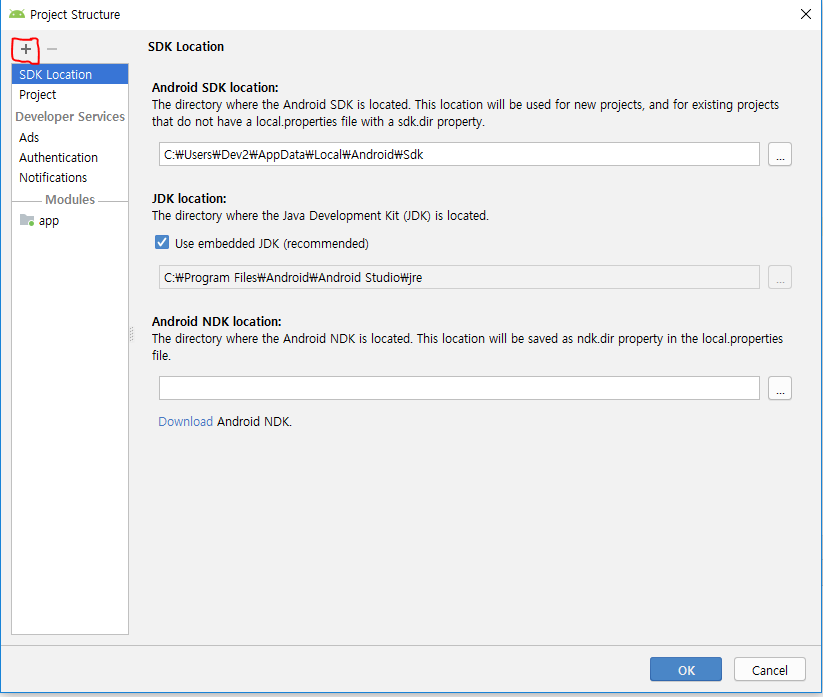 Project Structure
SDK Location
SDK Location
Project
Developer Services
Ads
Authentication
Notifications
Modules
app
Android SDK location:
The directory where the Android SDK is located. This location will be used for new projects, and for existing projects
that do not have a local.properties file with a sdk.dir property.
C:₩Users₩Dev2₩AppData₩Local₩Android₩Sdk
...
JDK location:
The directory where the Java Development Kit (JDK) is located.
Use embedded JDK (recommended)
C:₩Program Files₩Android₩Android Studio₩jre
...
Android NDK location:
The directory where the Android NDK is located. This location will be saved as ndk.dir property in the local.properties
file.
...
Download Android NDK.
OK
Cancel